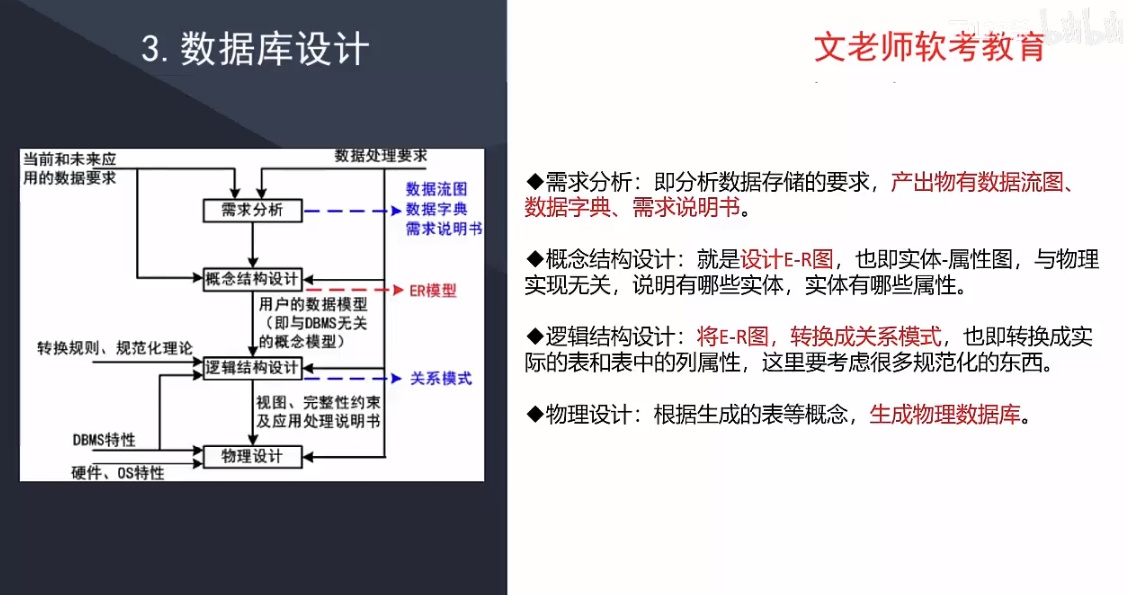 3. 数据库设计
文老师软考教育
当前和未来应
用的数据要求
数据处理要求
需求分析
数据流图
数据字典
需求说明书
概念结构设计
ER模型
用户的数据模型
（即与DBMS无关
的概念模型）
转换规则、规范化理论
逻辑结构设计
关系模式
视图、完整性约束
及应用处理说明书
DBMS特性
物理设计
硬件、OS特性
◆需求分析：即分析数据存储的要求，产出物有数据流图、
数据字典、需求说明书。
◆概念结构设计：就是设计E-R图，也即实体-属性图，与物理
实现无关，说明有哪些实体，实体有哪些属性。
◆逻辑结构设计：将E-R图，转换成关系模式，也即转换成实
际的表和表中的列属性，这里要考虑很多规范化的东西。
◆物理设计：根据生成的表等概念，生成物理数据库。